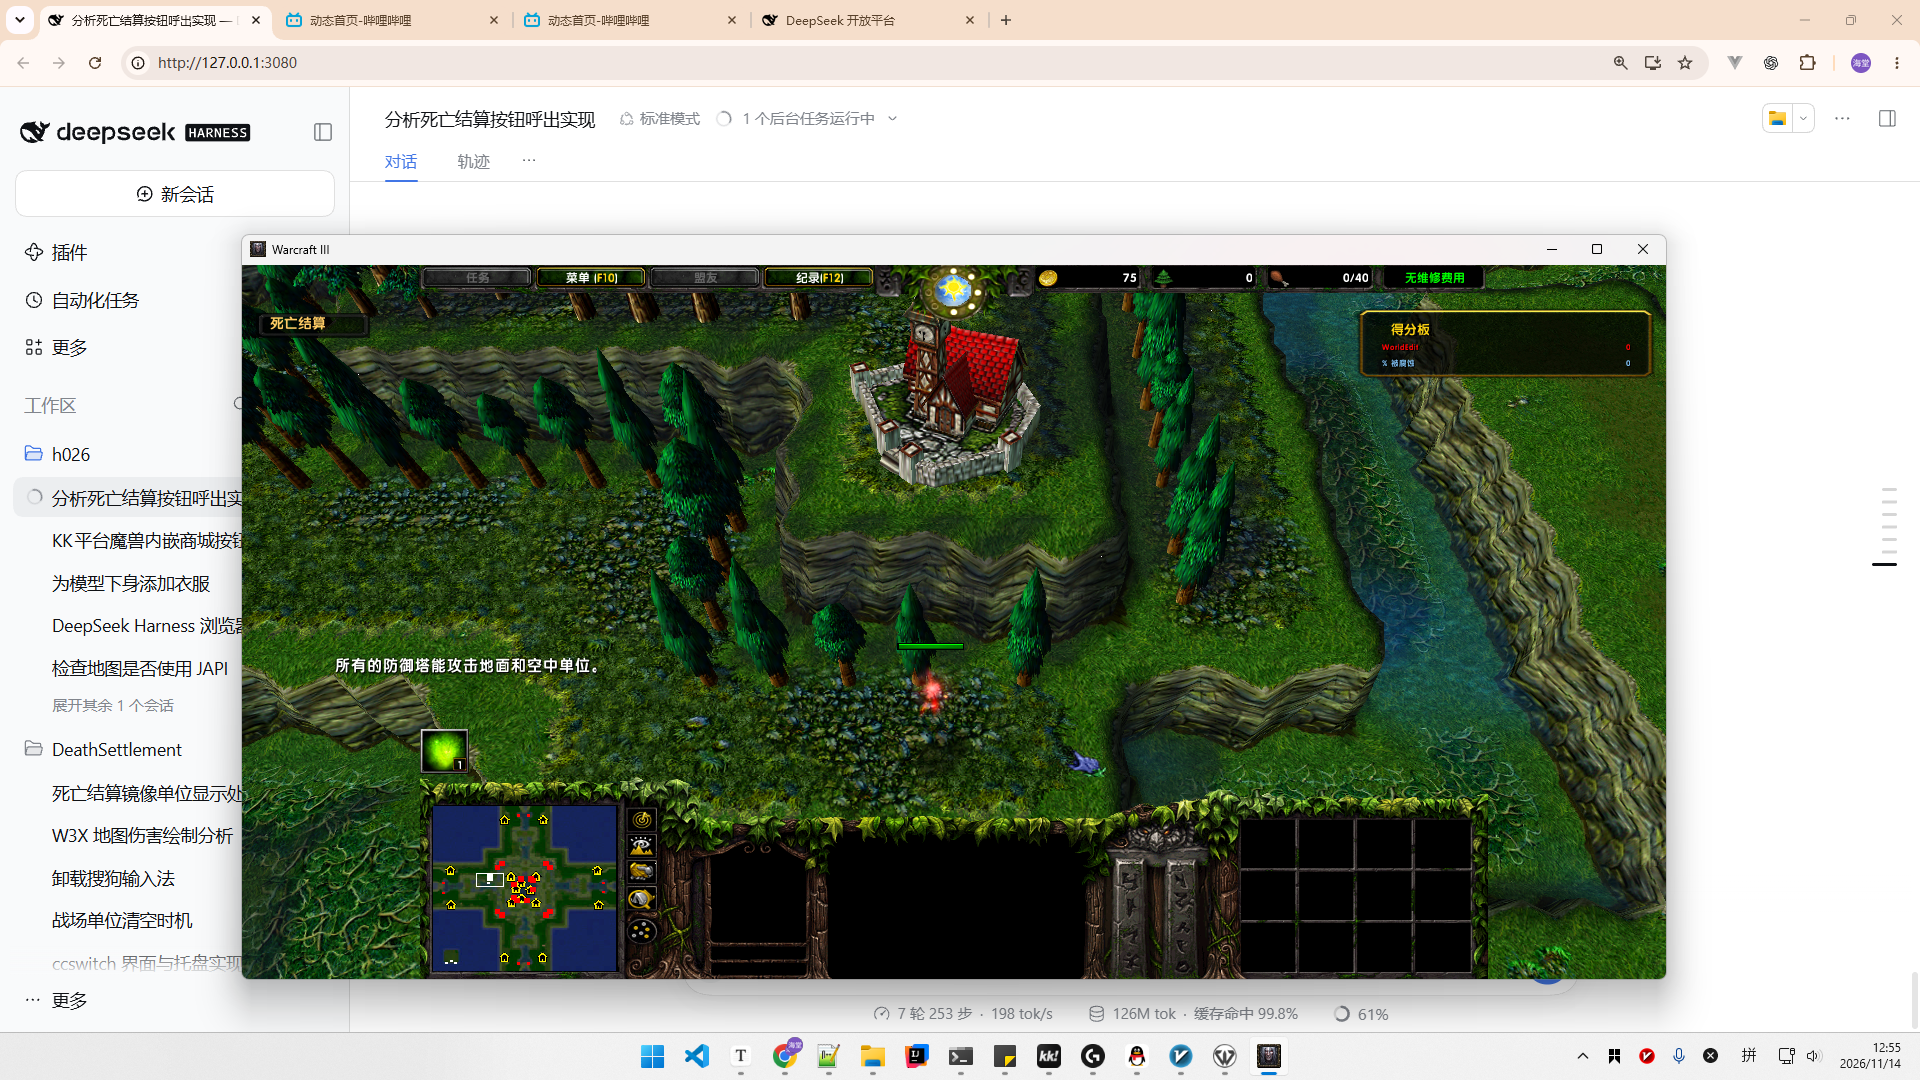 分析死亡结算按钮呼出实现 —
动态首页-哔哩哔哩
动态首页-哔哩哔哩
DeepSeek 开放平台
http://127.0.0.1:3080
海堂
deepseek HARNESS
新会话
插件
自动化任务
更多
工作区
h026
分析死亡结算按钮呼出实
KK平台魔兽内嵌商城按钮
为模型下身添加衣服
DeepSeek Harness 浏览器
检查地图是否使用 JAPI
展开其余 1 个会话
DeathSettlement
死亡结算镜像单位显示处
W3X 地图伤害绘制分析
卸载搜狗输入法
战场单位清空时机
ccswitch 界面与托盘实现
更多
分析死亡结算按钮呼出实现
标准模式
1 个后台任务运行中
对话
轨迹
Warcraft III
任务
菜单 (F10)
盟友
纪录(F12)
75
0
0/40
无维修费用
死亡结算
得分板
WorldEdit 0
% 被腐蚀 0
所有的防御塔能攻击地面和空中单位。
1
7 轮 253 步 · 198 tok/s
126M tok · 缓存命中 99.8%
61%
海堂
T
kk!
拼
12:55
2026/11/14